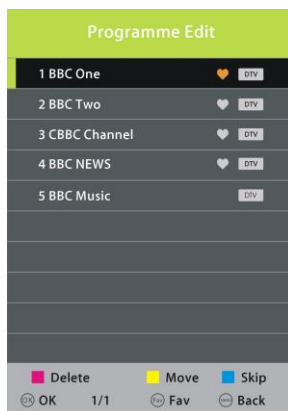 Programme Edit
1 BBC One DTV
2 BBC Two DTV
3 CBBC Channel DTV
4 BBC NEWS DTV
5 BBC Music DTV
Delete Move Skip
OK OK 1/1 Fav Fav Menu Back